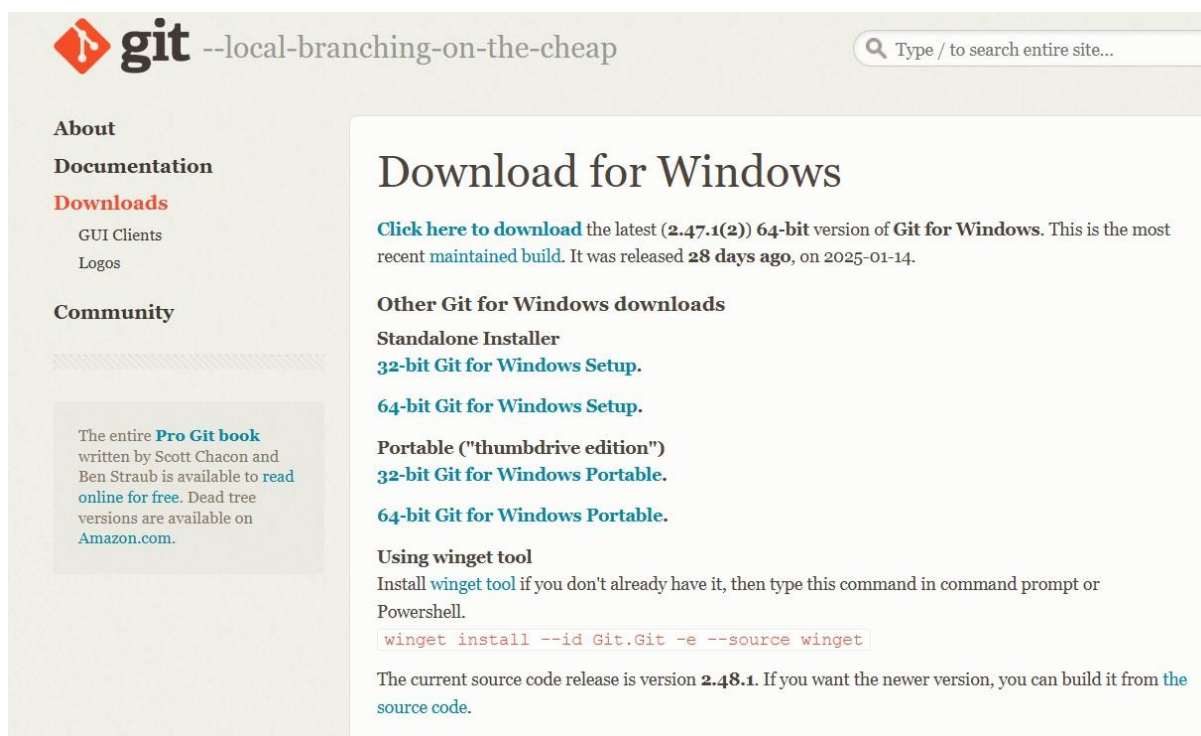 git --local-branching-on-the-cheap
Type / to search entire site...
About
Documentation
Downloads
GUI Clients
Logos
Community
The entire Pro Git book
written by Scott Chacon and
Ben Straub is available to read
online for free. Dead tree
versions are available on
Amazon.com.
Download for Windows
Click here to download the latest (2.47.1(2)) 64-bit version of Git for Windows. This is the most
recent maintained build. It was released 28 days ago, on 2025-01-14.
Other Git for Windows downloads
Standalone Installer
32-bit Git for Windows Setup.
64-bit Git for Windows Setup.
Portable ("thumbdrive edition")
32-bit Git for Windows Portable.
64-bit Git for Windows Portable.
Using winget tool
Install winget tool if you don't already have it, then type this command in command prompt or
Powershell.
winget install --id Git.Git -e --source winget
The current source code release is version 2.48.1. If you want the newer version, you can build it from the
source code.